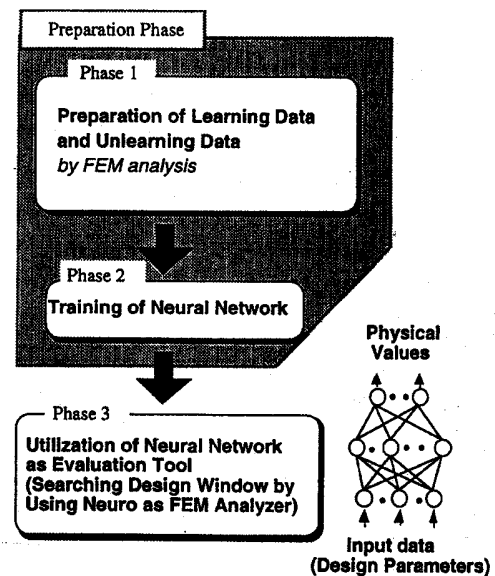 Preparation Phase
Phase 1
Preparation of Learning Data
and Unlearning Data
by FEM analysis
Phase 2
Training of Neural Network
Phase 3
Utilization of Neural Network
as Evaluation Tool
(Searching Design Window by
Using Neuro as FEM Analyzer)
Physical
Values
Input data
(Design Parameters)